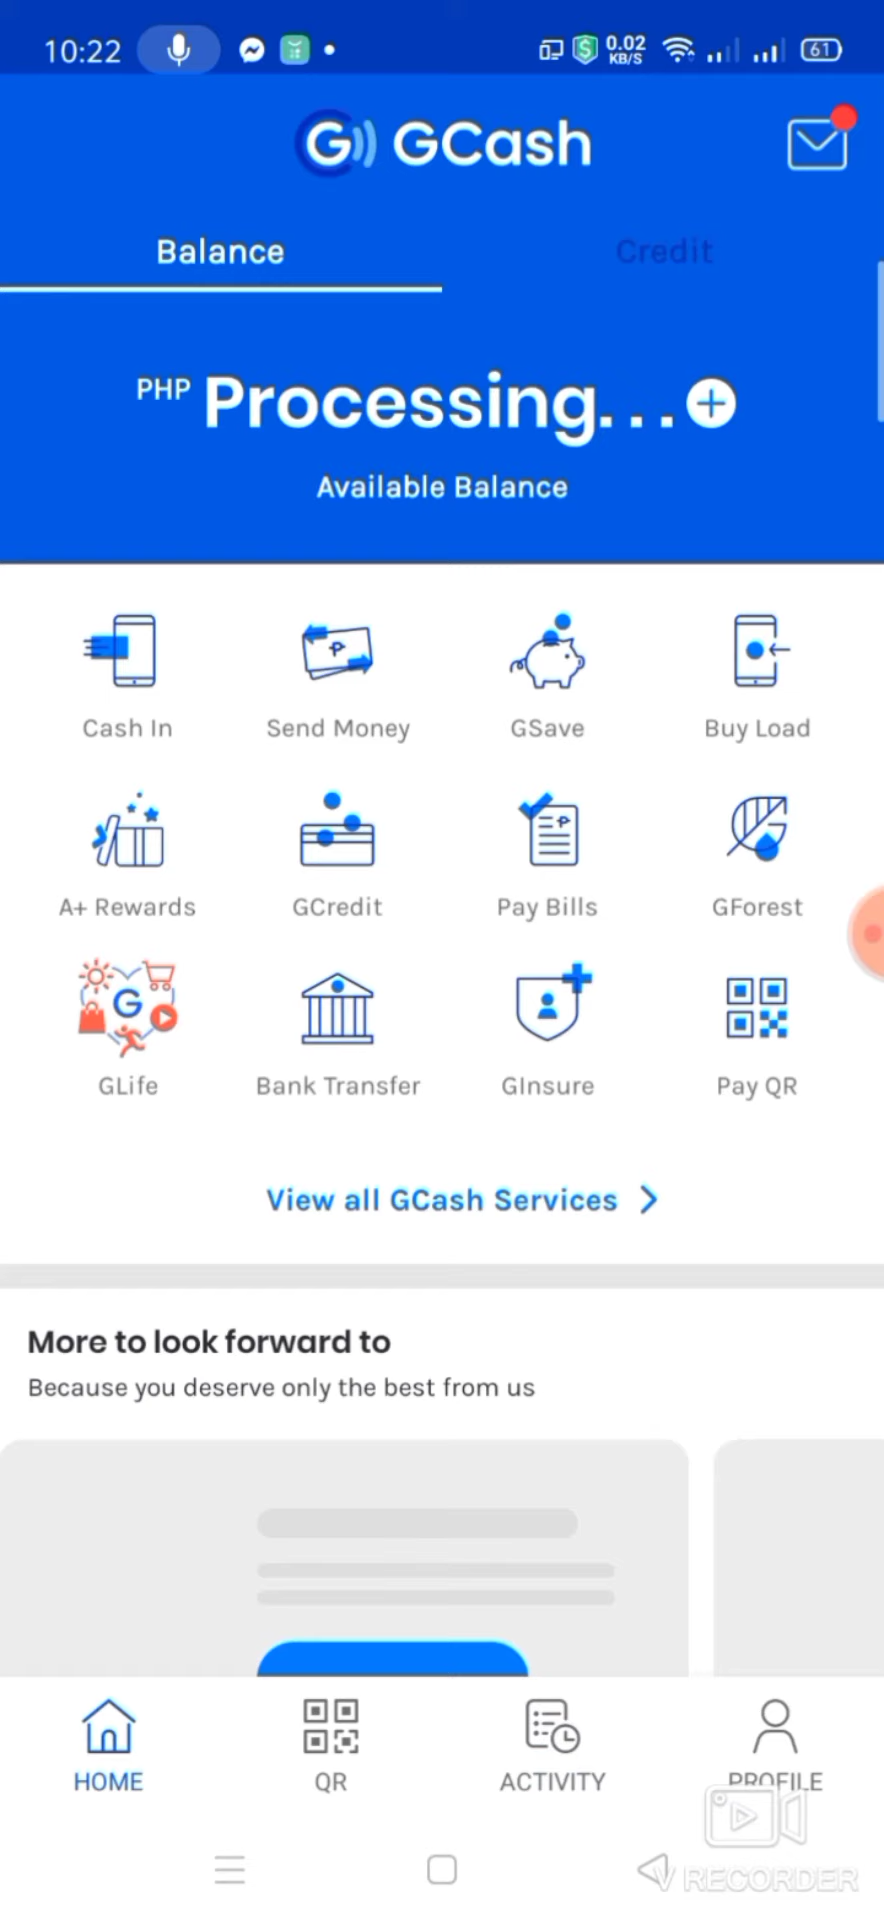 10:22 0.02 KB/S 61
G GCash
Balance Credit
PHP Processing...
Available Balance
Cash In Send Money GSave Buy Load
A+ Rewards GCredit Pay Bills GForest
G
GLife Bank Transfer GInsure Pay QR
View all GCash Services
More to look forward to
Because you deserve only the best from us
HOME QR ACTIVITY PROFILE
V RECORDER